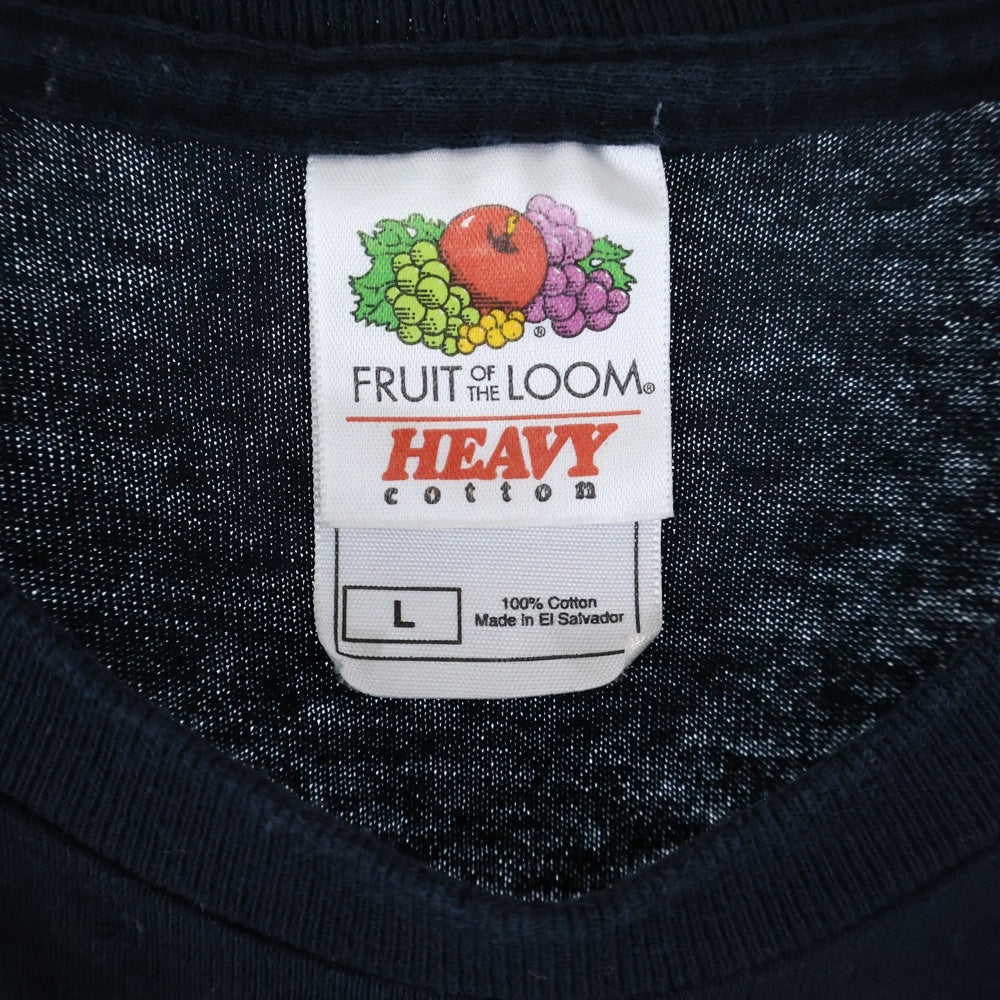 ®
FRUIT OF THE LOOM®
HEAVY
cotton
L
100% Cotton
Made in El Salvador